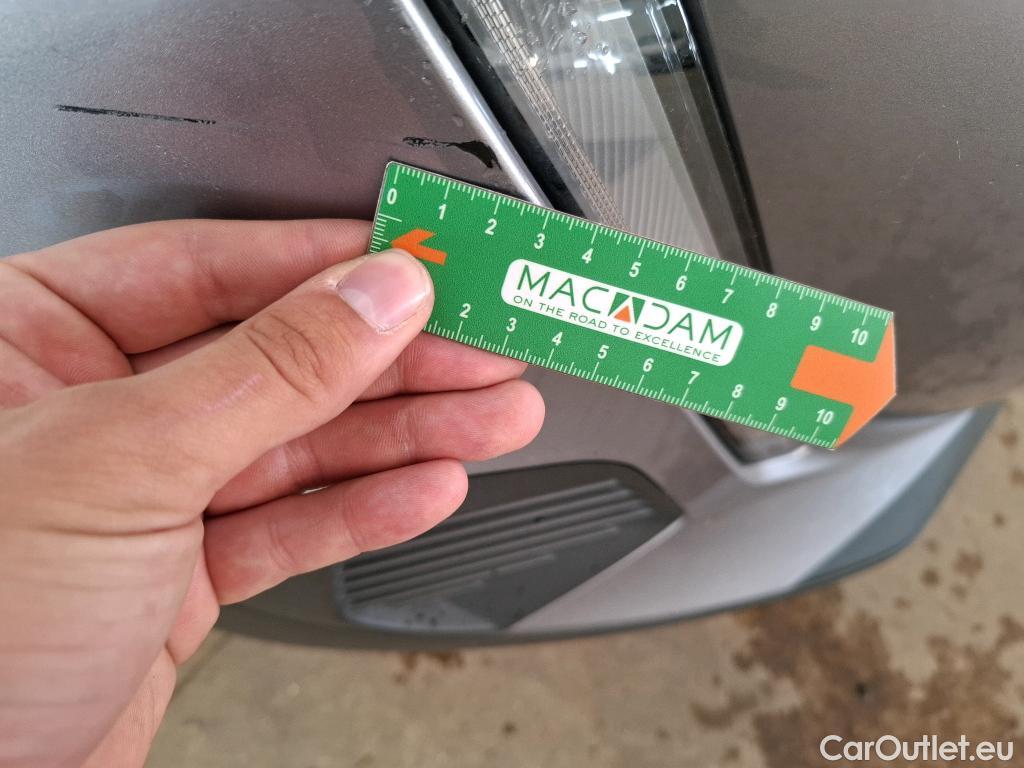 0 1 2 3 4 5 6 7 8 9 10
MACADAM
ON THE ROAD TO EXCELLENCE
2 3 4 5 6 7 8 9 10
CarOutlet.eu